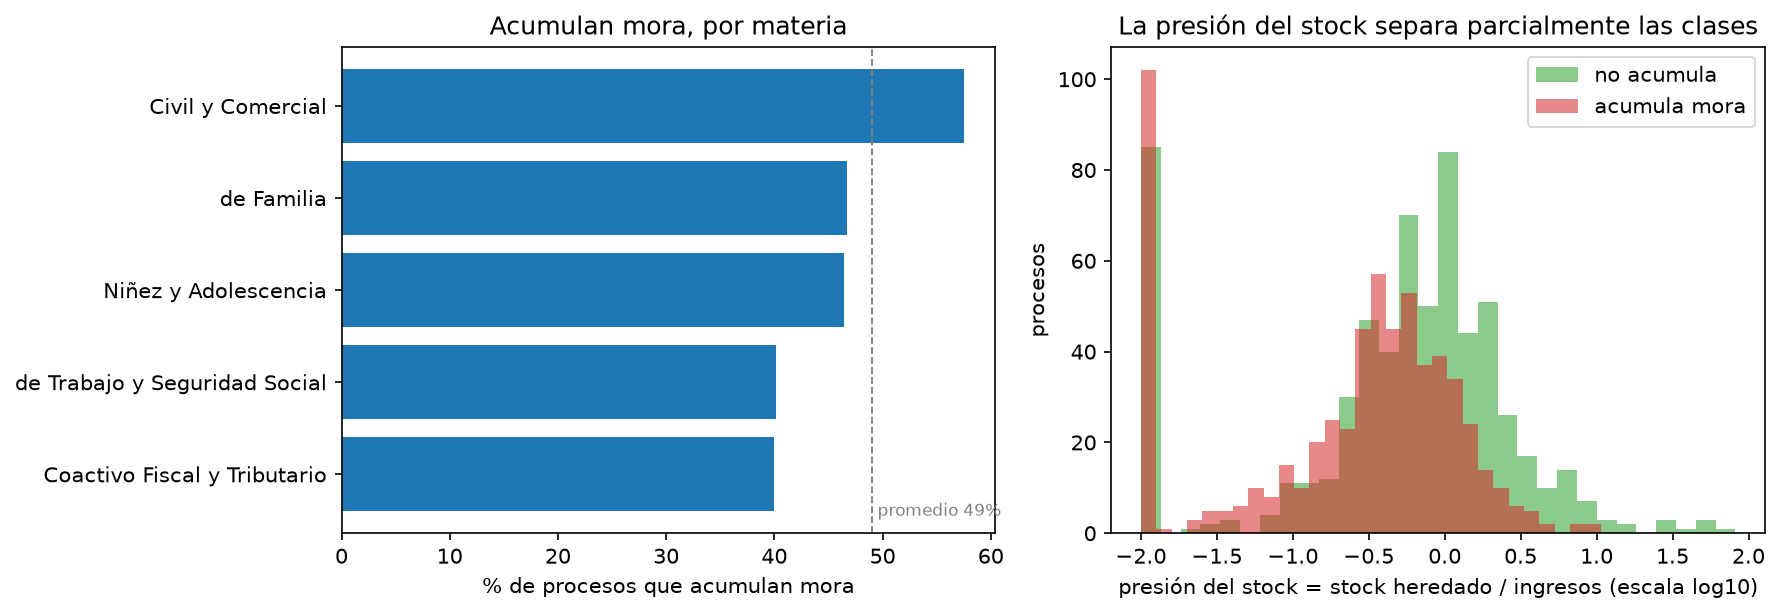 Acumulan mora, por materia
Civil y Comercial
de Familia
Niñez y Adolescencia
de Trabajo y Seguridad Social
Coactivo Fiscal y Tributario
promedio 49%
0 10 20 30 40 50 60
% de procesos que acumulan mora
La presión del stock separa parcialmente las clases
no acumula
acumula mora
100
80
60
40
20
0
procesos
−2.0 −1.5 −1.0 −0.5 0.0 0.5 1.0 1.5 2.0
presión del stock = stock heredado / ingresos (escala log10)